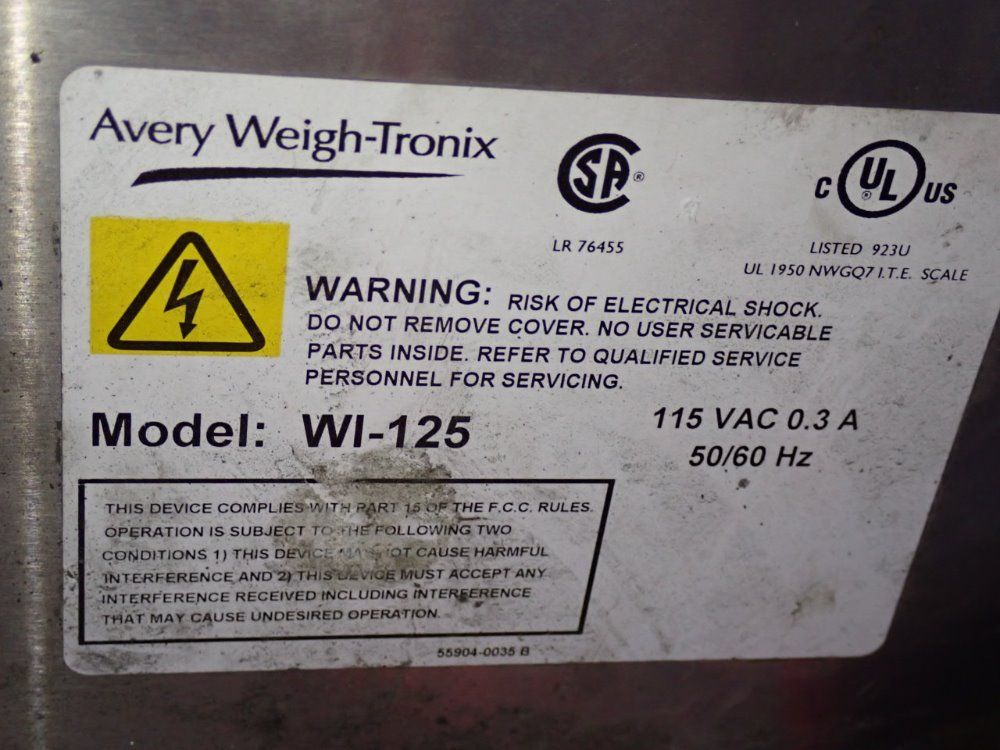 Avery Weigh-Tronix
SA ®
LR 76455
C UL ® US
LISTED 923U
UL 1950 NWGQ7 I.T.E. SCALE
WARNING: RISK OF ELECTRICAL SHOCK.
DO NOT REMOVE COVER. NO USER SERVICABLE
PARTS INSIDE. REFER TO QUALIFIED SERVICE
PERSONNEL FOR SERVICING.
Model: WI-125
115 VAC 0.3 A
50/60 Hz
THIS DEVICE COMPLIES WITH PART 15 OF THE F.C.C. RULES.
OPERATION IS SUBJECT TO THE FOLLOWING TWO
CONDITIONS 1) THIS DEVICE MAY NOT CAUSE HARMFUL
INTERFERENCE AND 2) THIS DEVICE MUST ACCEPT ANY
INTERFERENCE RECEIVED INCLUDING INTERFERENCE
THAT MAY CAUSE UNDESIRED OPERATION.
55904-0035 B